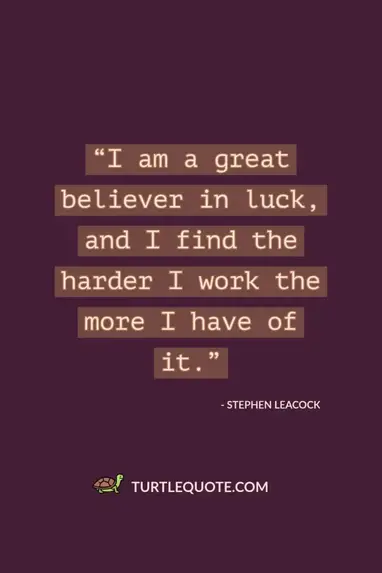 “I am a great
believer in luck,
and I find the
harder I work the
more I have of
it.”
- STEPHEN LEACOCK
TURTLEQUOTE.COM